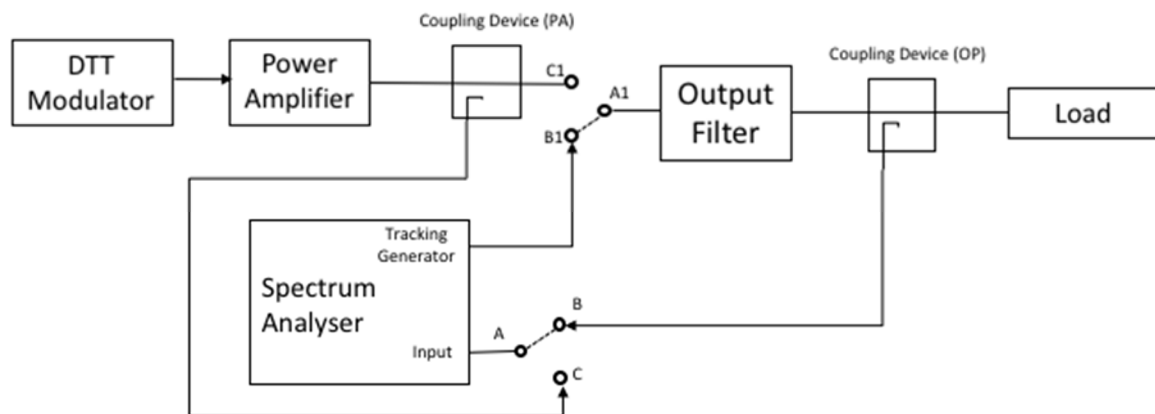 Coupling Device (PA)
DTT
Modulator
Power
Amplifier
C1
A1
B1
Output
Filter
Coupling Device (OP)
Load
Tracking
Generator
Spectrum
Analyser
Input
A
B
C